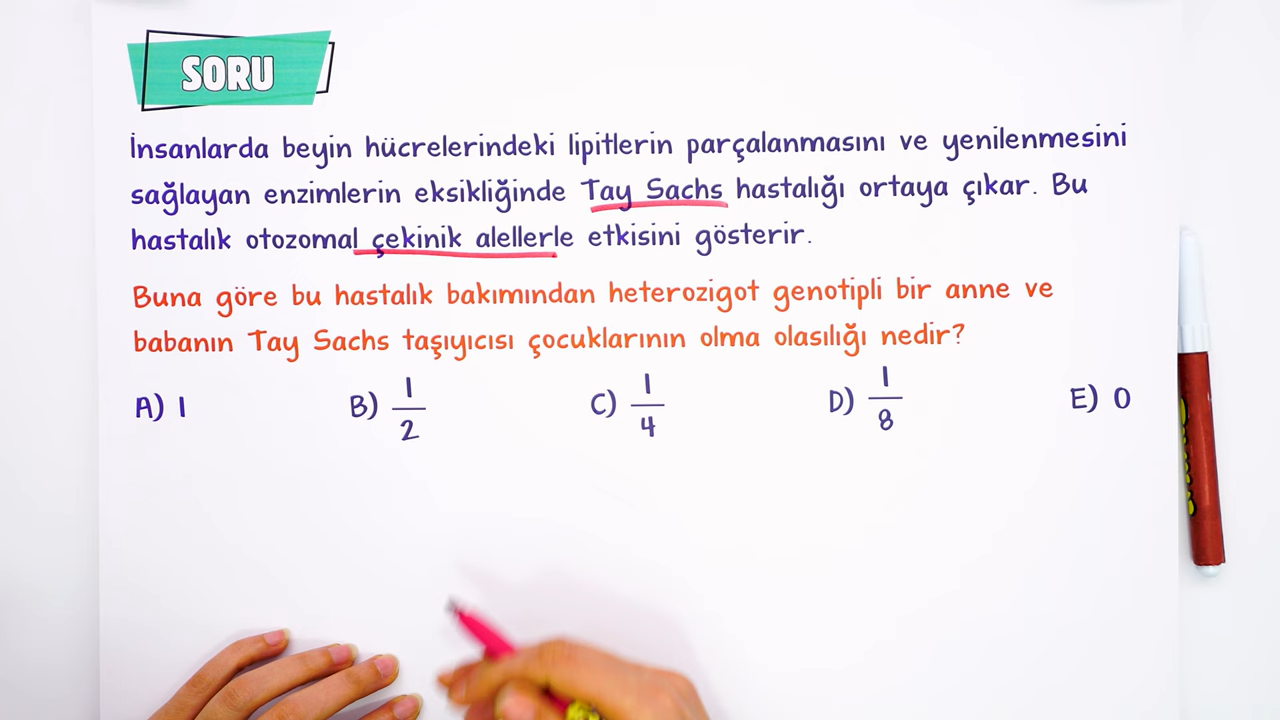 SORU
İnsanlarda beyin hücrelerindeki lipitlerin parçalanmasını ve yenilenmesini
sağlayan enzimlerin eksikliğinde Tay Sachs hastalığı ortaya çıkar. Bu
hastalık otozomal çekinik alellerle etkisini gösterir.
Buna göre bu hastalık bakımından heterozigot genotipli bir anne ve
babanın Tay Sachs taşıyıcısı çocuklarının olma olasılığı nedir?
A) 1 B) 1/2 C) 1/4 D) 1/8 E) 0